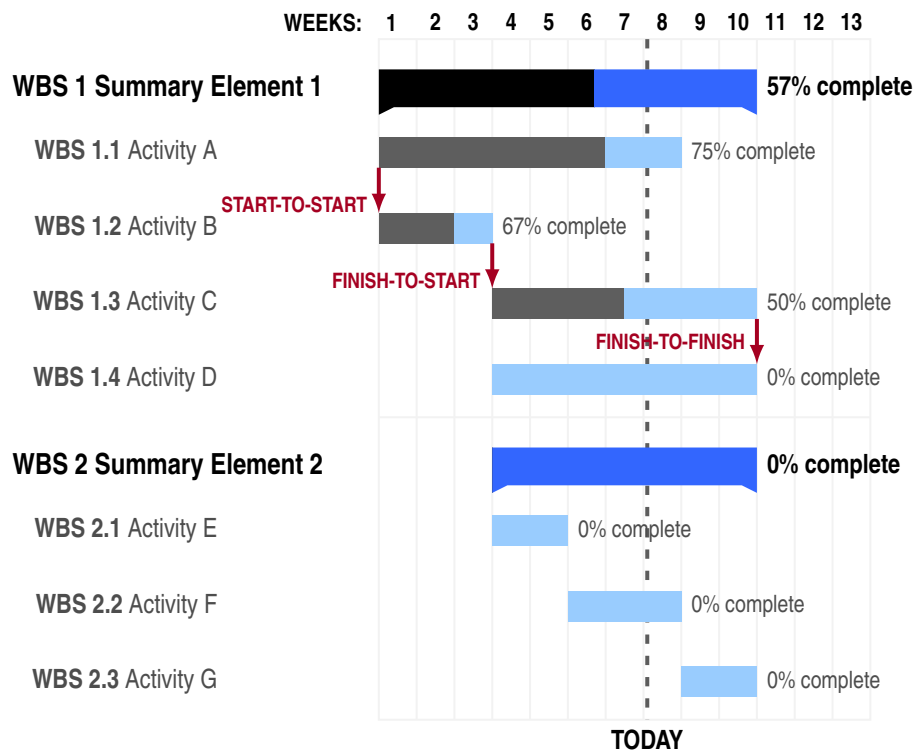 WEEKS: 1 2 3 4 5 6 7 8 9 10 11 12 13
WBS 1 Summary Element 1 57% complete
WBS 1.1 Activity A 75% complete
START-TO-START
WBS 1.2 Activity B 67% complete
FINISH-TO-START
WBS 1.3 Activity C 50% complete
FINISH-TO-FINISH
WBS 1.4 Activity D 0% complete
WBS 2 Summary Element 2 0% complete
WBS 2.1 Activity E 0% complete
WBS 2.2 Activity F 0% complete
WBS 2.3 Activity G 0% complete
TODAY